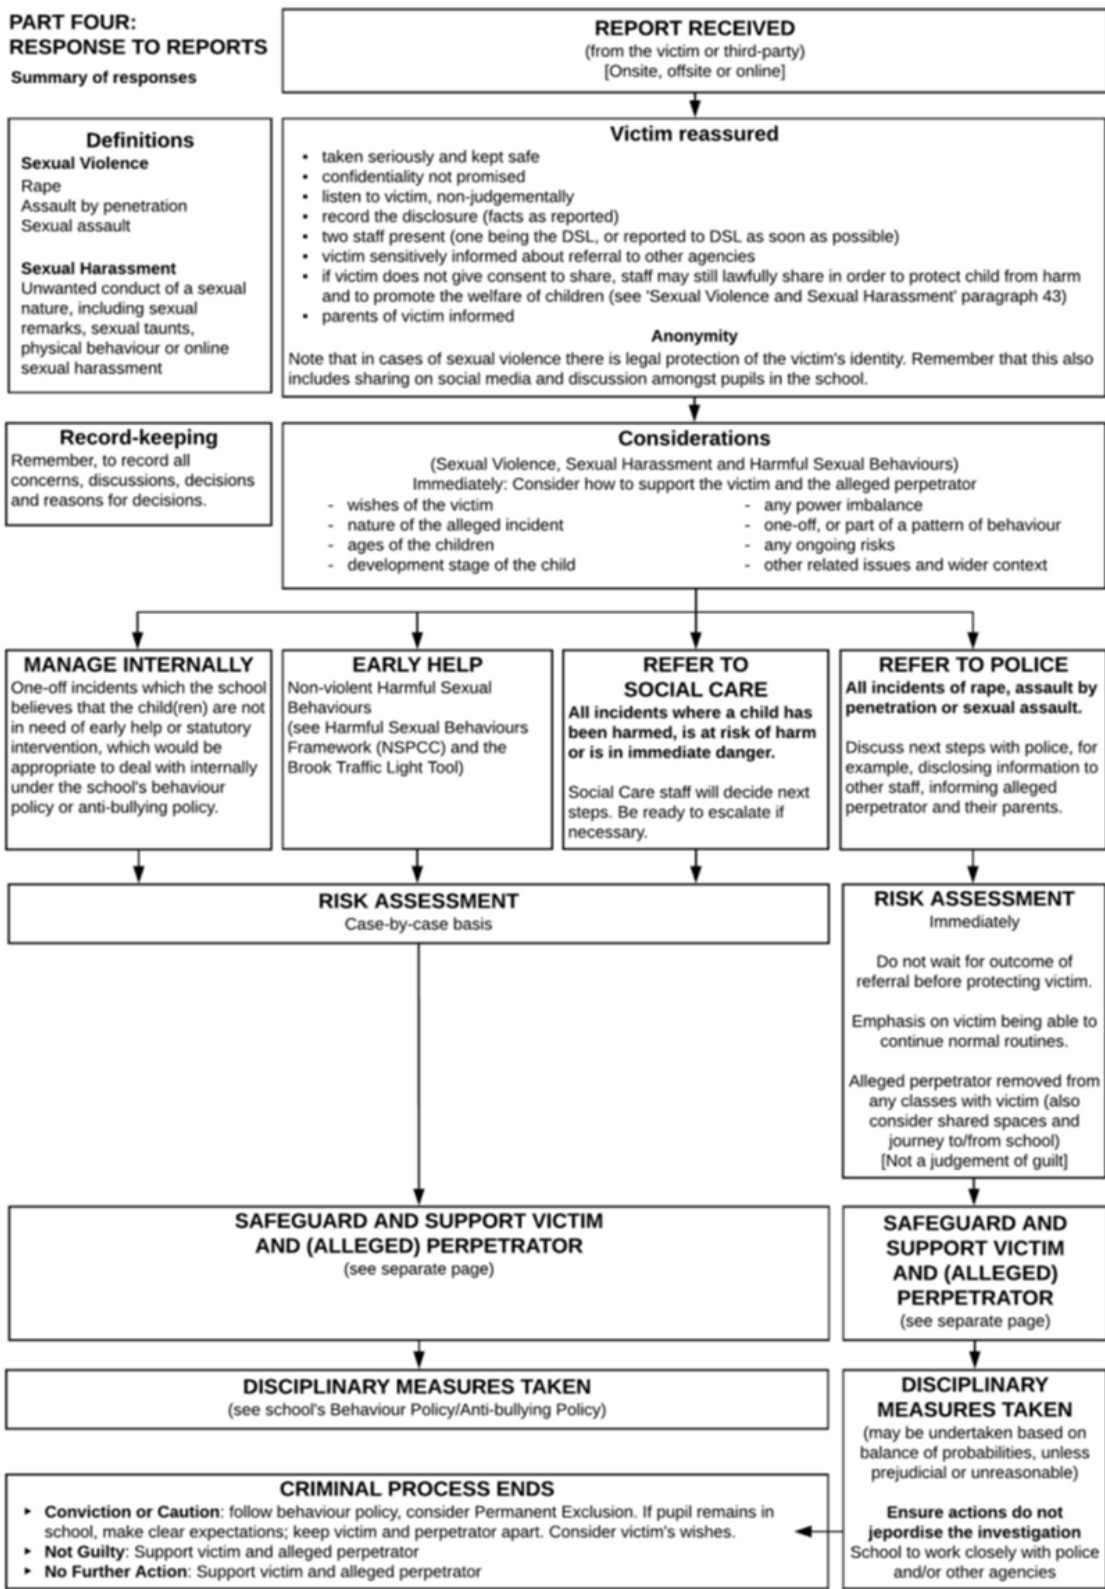 PART FOUR:
RESPONSE TO REPORTS
Summary of responses
REPORT RECEIVED
(from the victim or third-party)
[Onsite, offsite or online]
Definitions
Sexual Violence
Rape
Assault by penetration
Sexual assault
Sexual Harassment
Unwanted conduct of a sexual
nature, including sexual
remarks, sexual taunts,
physical behaviour or online
sexual harassment
Victim reassured
• taken seriously and kept safe
• confidentiality not promised
• listen to victim, non-judgementally
• record the disclosure (facts as reported)
• two staff present (one being the DSL, or reported to DSL as soon as possible)
• victim sensitively informed about referral to other agencies
• if victim does not give consent to share, staff may still lawfully share in order to protect child from harm
and to promote the welfare of children (see 'Sexual Violence and Sexual Harassment' paragraph 43)
• parents of victim informed
Anonymity
Note that in cases of sexual violence there is legal protection of the victim's identity. Remember that this also
includes sharing on social media and discussion amongst pupils in the school.
Record-keeping
Remember, to record all
concerns, discussions, decisions
and reasons for decisions.
Considerations
(Sexual Violence, Sexual Harassment and Harmful Sexual Behaviours)
Immediately: Consider how to support the victim and the alleged perpetrator
- wishes of the victim
- nature of the alleged incident
- ages of the children
- development stage of the child
- any power imbalance
- one-off, or part of a pattern of behaviour
- any ongoing risks
- other related issues and wider context
MANAGE INTERNALLY
One-off incidents which the school
believes that the child(ren) are not
in need of early help or statutory
intervention, which would be
appropriate to deal with internally
under the school's behaviour
policy or anti-bullying policy.
EARLY HELP
Non-violent Harmful Sexual
Behaviours
(see Harmful Sexual Behaviours
Framework (NSPCC) and the
Brook Traffic Light Tool)
REFER TO
SOCIAL CARE
All incidents where a child has
been harmed, is at risk of harm
or is in immediate danger.
Social Care staff will decide next
steps. Be ready to escalate if
necessary.
REFER TO POLICE
All incidents of rape, assault by
penetration or sexual assault.
Discuss next steps with police, for
example, disclosing information to
other staff, informing alleged
perpetrator and their parents.
RISK ASSESSMENT
Case-by-case basis
RISK ASSESSMENT
Immediately
Do not wait for outcome of
referral before protecting victim.
Emphasis on victim being able to
continue normal routines.
Alleged perpetrator removed from
any classes with victim (also
consider shared spaces and
journey to/from school)
[Not a judgement of guilt]
SAFEGUARD AND SUPPORT VICTIM
AND (ALLEGED) PERPETRATOR
(see separate page)
SAFEGUARD AND
SUPPORT VICTIM
AND (ALLEGED)
PERPETRATOR
(see separate page)
DISCIPLINARY MEASURES TAKEN
(see school's Behaviour Policy/Anti-bullying Policy)
DISCIPLINARY
MEASURES TAKEN
(may be undertaken based on
balance of probabilities, unless
prejudicial or unreasonable)
Ensure actions do not
jepordise the investigation
School to work closely with police
and/or other agencies
CRIMINAL PROCESS ENDS
‣ Conviction or Caution: follow behaviour policy, consider Permanent Exclusion. If pupil remains in
school, make clear expectations; keep victim and perpetrator apart. Consider victim's wishes.
‣ Not Guilty: Support victim and alleged perpetrator
‣ No Further Action: Support victim and alleged perpetrator